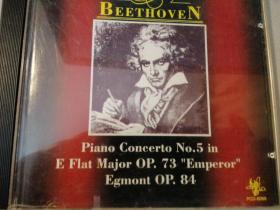 BEETHOVEN
Piano Concerto No.5 in
E Flat Major OP. 73 "Emperor"
Egmont OP. 84